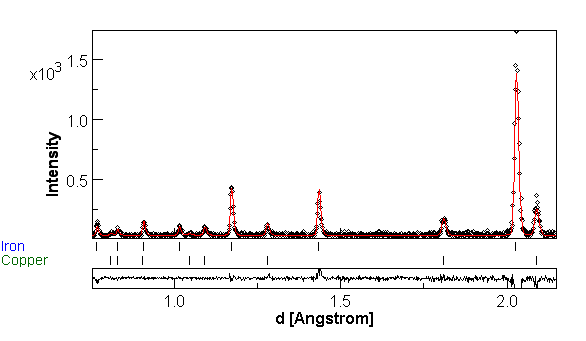 x10³
1.5
1.0
0.5
Intensity
Iron
Copper
1.0 1.5 2.0
d [Angstrom]